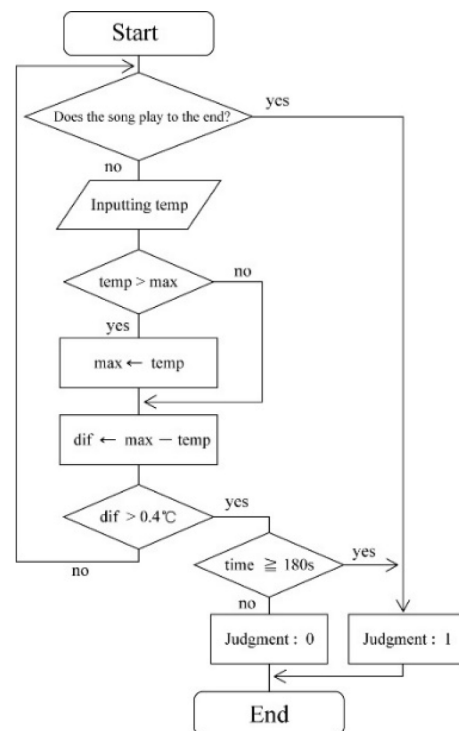 Start
Does the song play to the end?
yes
no
Inputting temp
temp > max
no
yes
max ← temp
dif ← max － temp
dif > 0.4℃
yes
no
time ≧ 180s
yes
no
Judgment : 0
Judgment : 1
End